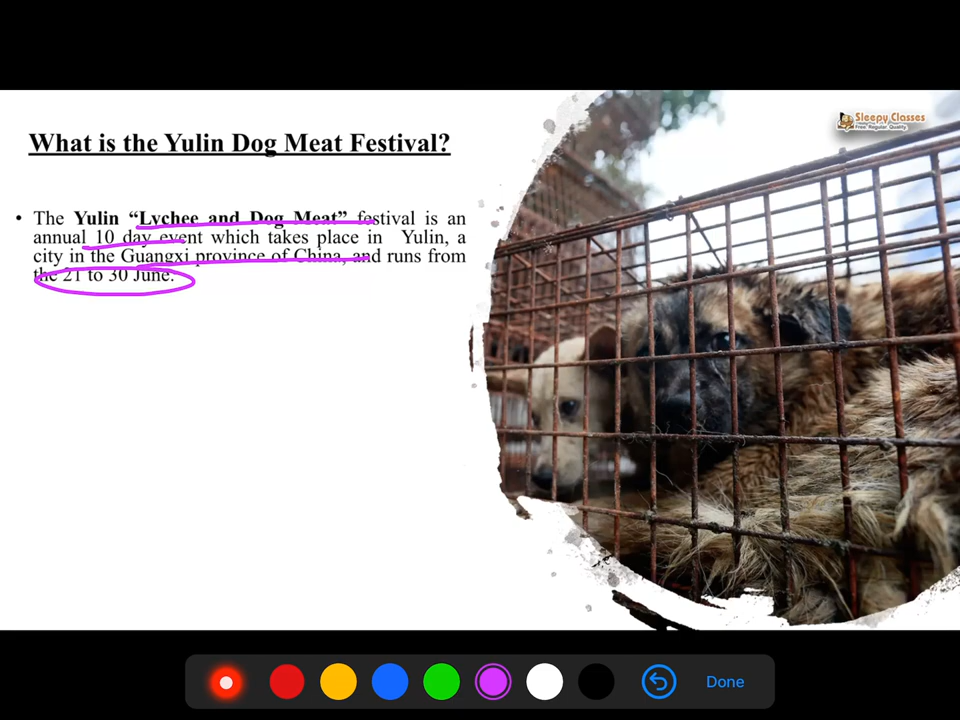 Sleepy Classes
Free Regular Quality
What is the Yulin Dog Meat Festival?
• The Yulin “Lychee and Dog Meat” festival is an
annual 10 day event which takes place in Yulin, a
city in the Guangxi province of China, and runs from
the 21 to 30 June.
Done